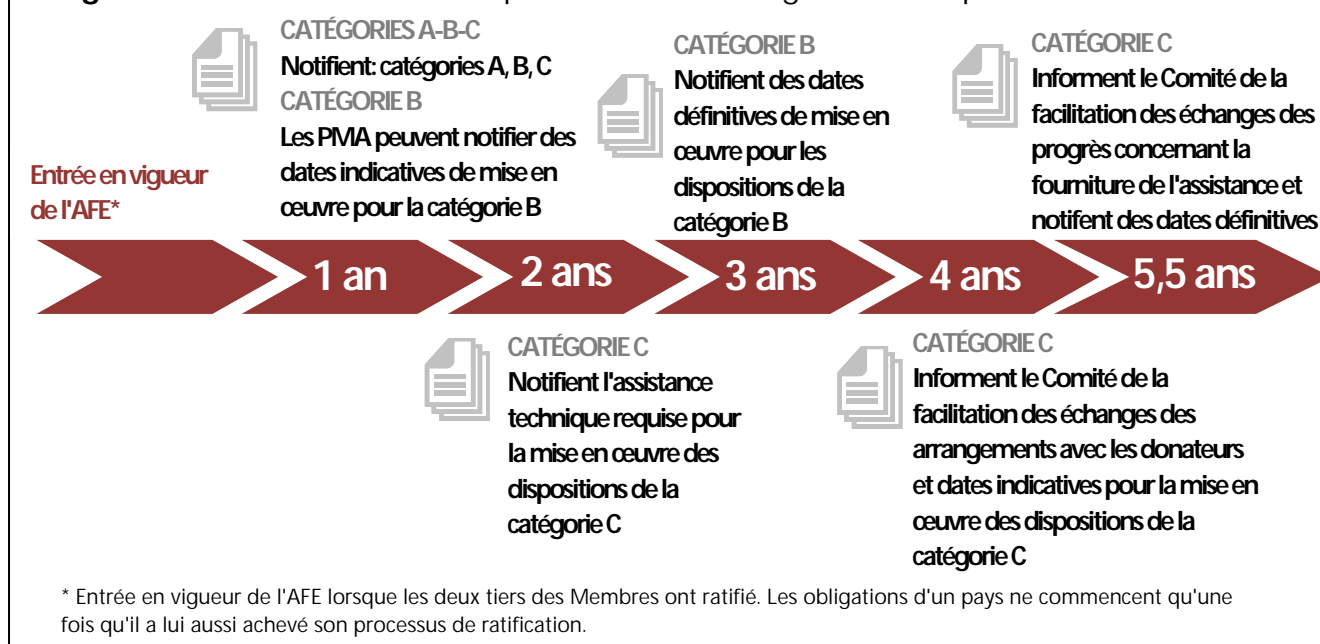 CATÉGORIES A-B-C
Notifient: catégories A, B, C
CATÉGORIE B
Les PMA peuvent notifier des
dates indicatives de mise en
œuvre pour la catégorie B
CATÉGORIE B
Notifient des dates
définitives de mise en
œuvre pour les
dispositions de la
catégorie B
CATÉGORIE C
Informent le Comité de la
facilitation des échanges des
progrès concernant la
fourniture de l'assistance et
notifent des dates définitives
Entrée en vigueur
de l'AFE*
1 an
2 ans
3 ans
4 ans
5,5 ans
CATÉGORIE C
Notifient l'assistance
technique requise pour
la mise en œuvre des
dispositions de la
catégorie C
CATÉGORIE C
Informent le Comité de la
facilitation des échanges des
arrangements avec les donateurs
et dates indicatives pour la mise en
œuvre des dispositions de la
catégorie C
* Entrée en vigueur de l'AFE lorsque les deux tiers des Membres ont ratifié. Les obligations d'un pays ne commencent qu'une
fois qu'il a lui aussi achevé son processus de ratification.